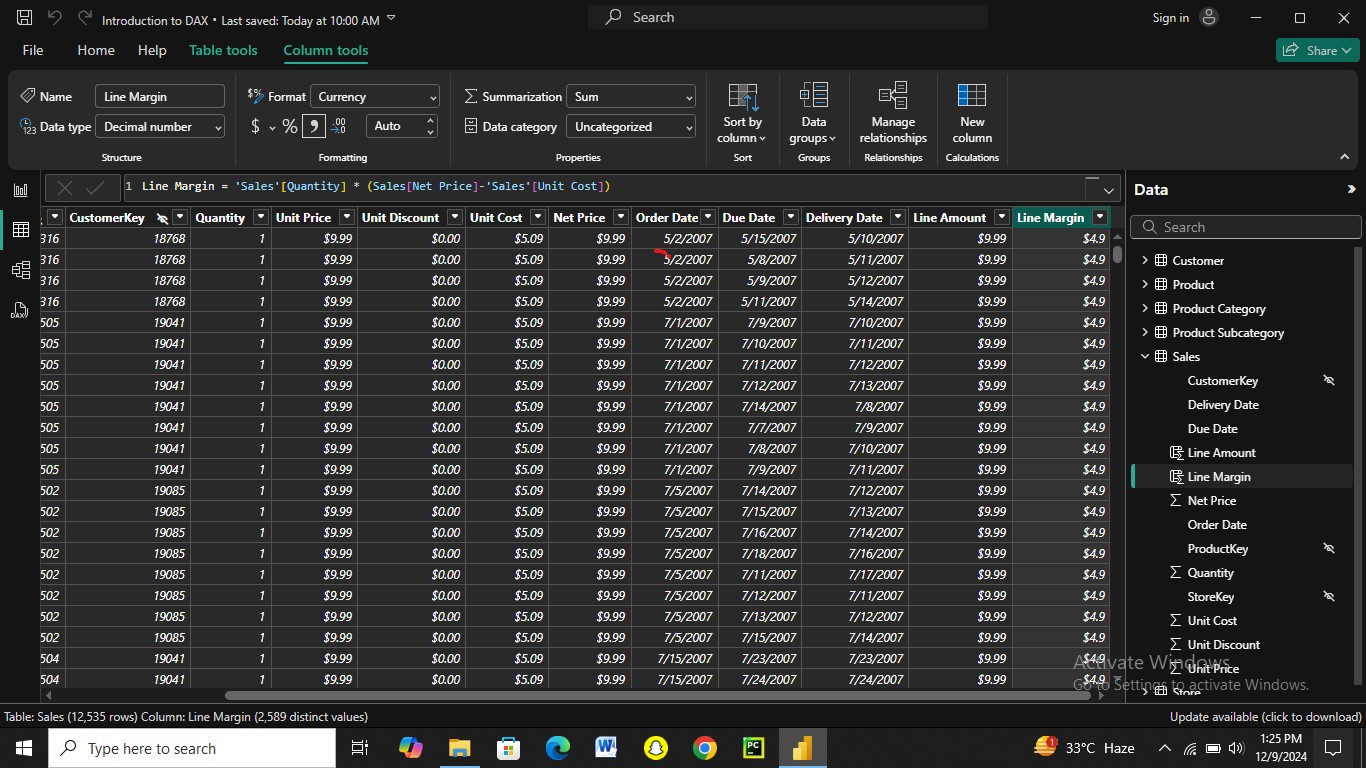 Introduction to DAX • Last saved: Today at 10:00 AM
Search
Sign in
File Home Help Table tools Column tools
Share
Name Line Margin
Data type Decimal number
Structure
Format Currency
$ % , Auto
Formatting
Summarization Sum
Data category Uncategorized
Properties
Sort by column
Sort
Data groups
Groups
Manage relationships
Relationships
New column
Calculations
1 Line Margin = 'Sales'[Quantity] * (Sales[Net Price]-'Sales'[Unit Cost])
CustomerKey Quantity Unit Price Unit Discount Unit Cost Net Price Order Date Due Date Delivery Date Line Amount Line Margin
316 18768 1 $9.99 $0.00 $5.09 $9.99 5/2/2007 5/15/2007 5/10/2007 $9.99 $4.9
316 18768 1 $9.99 $0.00 $5.09 $9.99 5/2/2007 5/8/2007 5/11/2007 $9.99 $4.9
316 18768 1 $9.99 $0.00 $5.09 $9.99 5/2/2007 5/9/2007 5/12/2007 $9.99 $4.9
316 18768 1 $9.99 $0.00 $5.09 $9.99 5/2/2007 5/11/2007 5/14/2007 $9.99 $4.9
505 19041 1 $9.99 $0.00 $5.09 $9.99 7/1/2007 7/9/2007 7/10/2007 $9.99 $4.9
505 19041 1 $9.99 $0.00 $5.09 $9.99 7/1/2007 7/10/2007 7/11/2007 $9.99 $4.9
505 19041 1 $9.99 $0.00 $5.09 $9.99 7/1/2007 7/11/2007 7/12/2007 $9.99 $4.9
505 19041 1 $9.99 $0.00 $5.09 $9.99 7/1/2007 7/12/2007 7/13/2007 $9.99 $4.9
505 19041 1 $9.99 $0.00 $5.09 $9.99 7/1/2007 7/14/2007 7/8/2007 $9.99 $4.9
505 19041 1 $9.99 $0.00 $5.09 $9.99 7/1/2007 7/7/2007 7/9/2007 $9.99 $4.9
505 19041 1 $9.99 $0.00 $5.09 $9.99 7/1/2007 7/8/2007 7/10/2007 $9.99 $4.9
505 19041 1 $9.99 $0.00 $5.09 $9.99 7/1/2007 7/9/2007 7/11/2007 $9.99 $4.9
502 19085 1 $9.99 $0.00 $5.09 $9.99 7/5/2007 7/14/2007 7/12/2007 $9.99 $4.9
502 19085 1 $9.99 $0.00 $5.09 $9.99 7/5/2007 7/15/2007 7/13/2007 $9.99 $4.9
502 19085 1 $9.99 $0.00 $5.09 $9.99 7/5/2007 7/16/2007 7/14/2007 $9.99 $4.9
502 19085 1 $9.99 $0.00 $5.09 $9.99 7/5/2007 7/18/2007 7/16/2007 $9.99 $4.9
502 19085 1 $9.99 $0.00 $5.09 $9.99 7/5/2007 7/11/2007 7/17/2007 $9.99 $4.9
502 19085 1 $9.99 $0.00 $5.09 $9.99 7/5/2007 7/12/2007 7/11/2007 $9.99 $4.9
502 19085 1 $9.99 $0.00 $5.09 $9.99 7/5/2007 7/13/2007 7/12/2007 $9.99 $4.9
502 19085 1 $9.99 $0.00 $5.09 $9.99 7/5/2007 7/15/2007 7/14/2007 $9.99 $4.9
504 19041 1 $9.99 $0.00 $5.09 $9.99 7/15/2007 7/23/2007 7/23/2007 $9.99 $4.9
504 19041 1 $9.99 $0.00 $5.09 $9.99 7/15/2007 7/24/2007 7/24/2007 $9.99 $4.9
Data
Search
Customer
Product
Product Category
Product Subcategory
Sales
CustomerKey
Delivery Date
Due Date
Line Amount
Line Margin
Net Price
Order Date
ProductKey
Quantity
StoreKey
Unit Cost
Unit Discount
Unit Price
Store
Activate Windows
Go to Settings to activate Windows.
Table: Sales (12,535 rows) Column: Line Margin (2,589 distinct values)
Update available (click to download)
Type here to search
33°C Haze
1:25 PM
12/9/2024